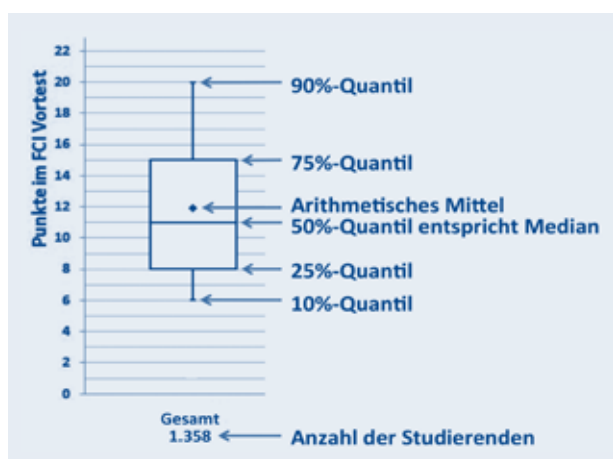 Punkte im FCI Vortest
22
20
18
16
14
12
10
8
6
4
2
0
90%-Quantil
75%-Quantil
Arithmetisches Mittel
50%-Quantil entspricht Median
25%-Quantil
10%-Quantil
Gesamt
1.358
Anzahl der Studierenden